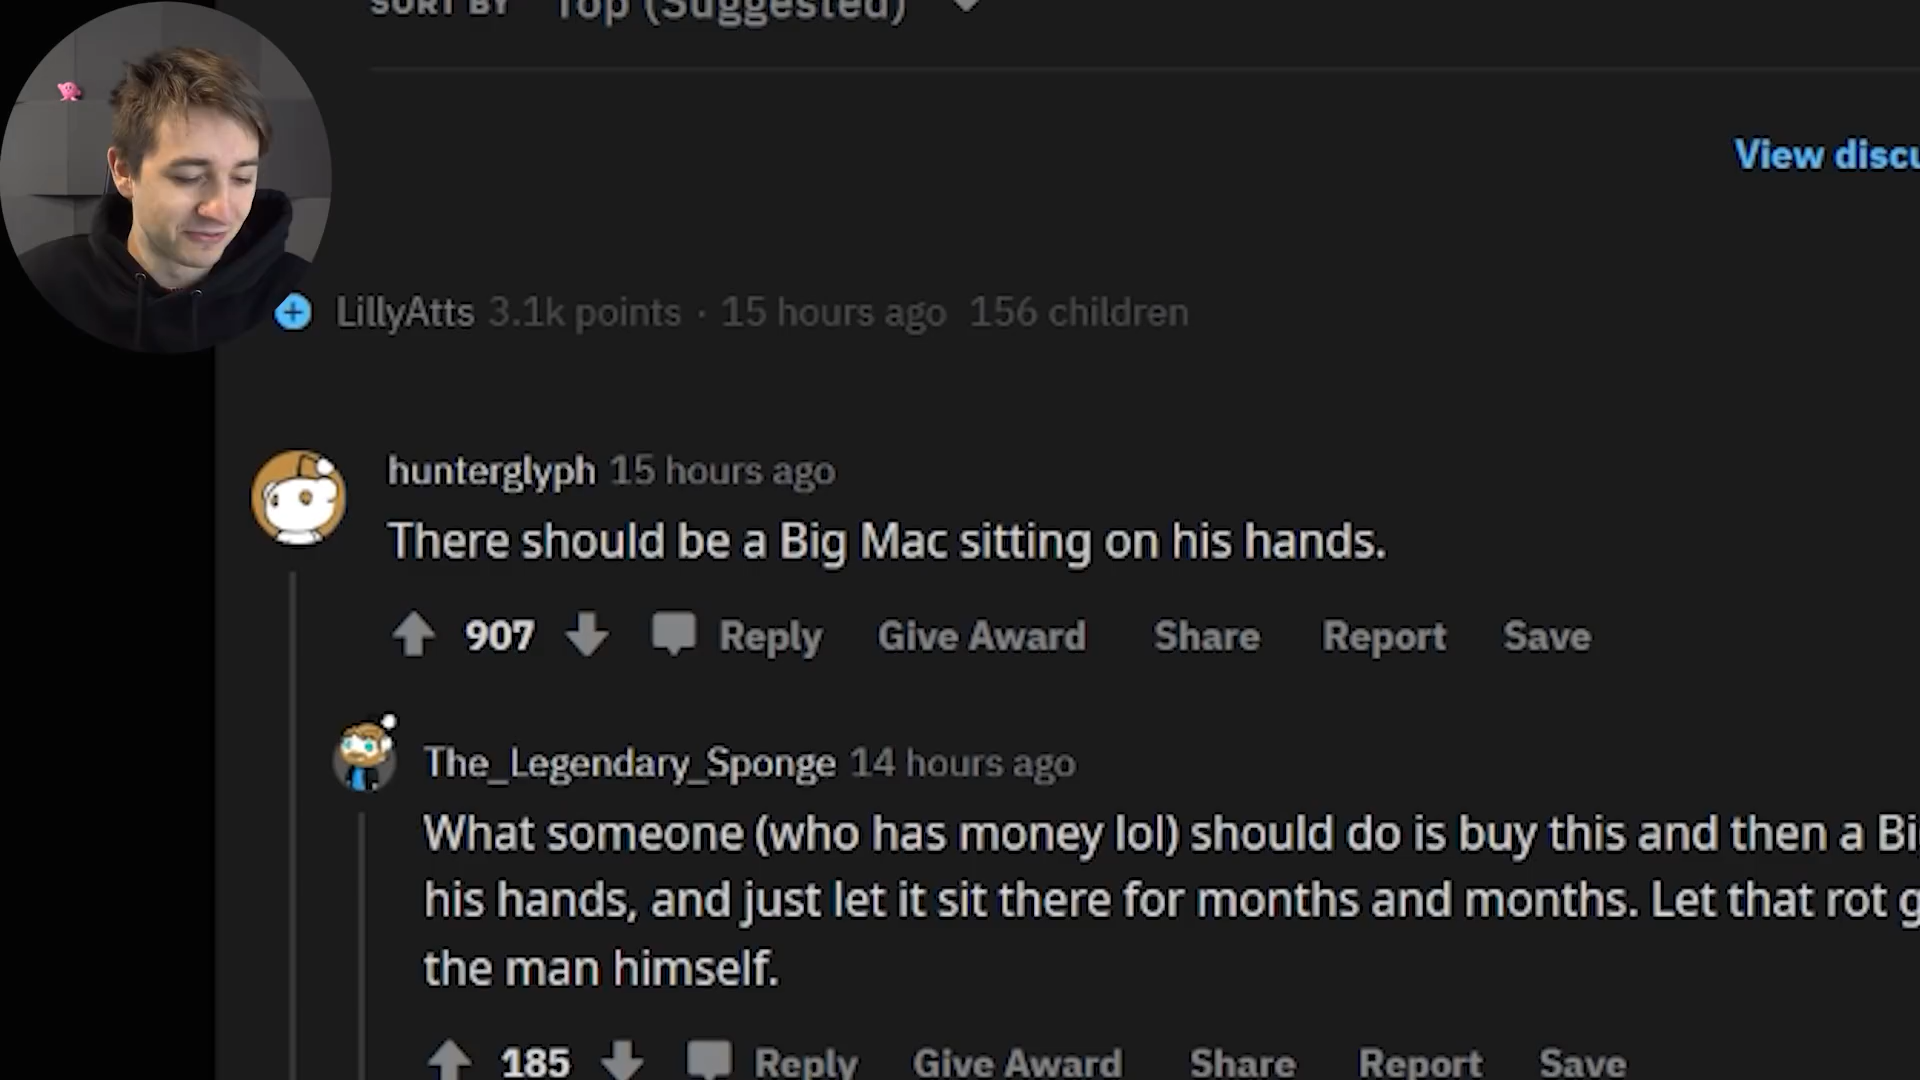 SORT BY Top (Suggested)
View
LillyAtts 3.1k points · 15 hours ago 156 children
hunterglyph 15 hours ago
There should be a Big Mac sitting on his hands.
907 Reply Give Award Share Report Save
The_Legendary_Sponge 14 hours ago
What someone (who has money lol) should do is buy this and then a
his hands, and just let it sit there for months and months. Let that rot
the man himself.
185 Reply Give Award Share Report Save